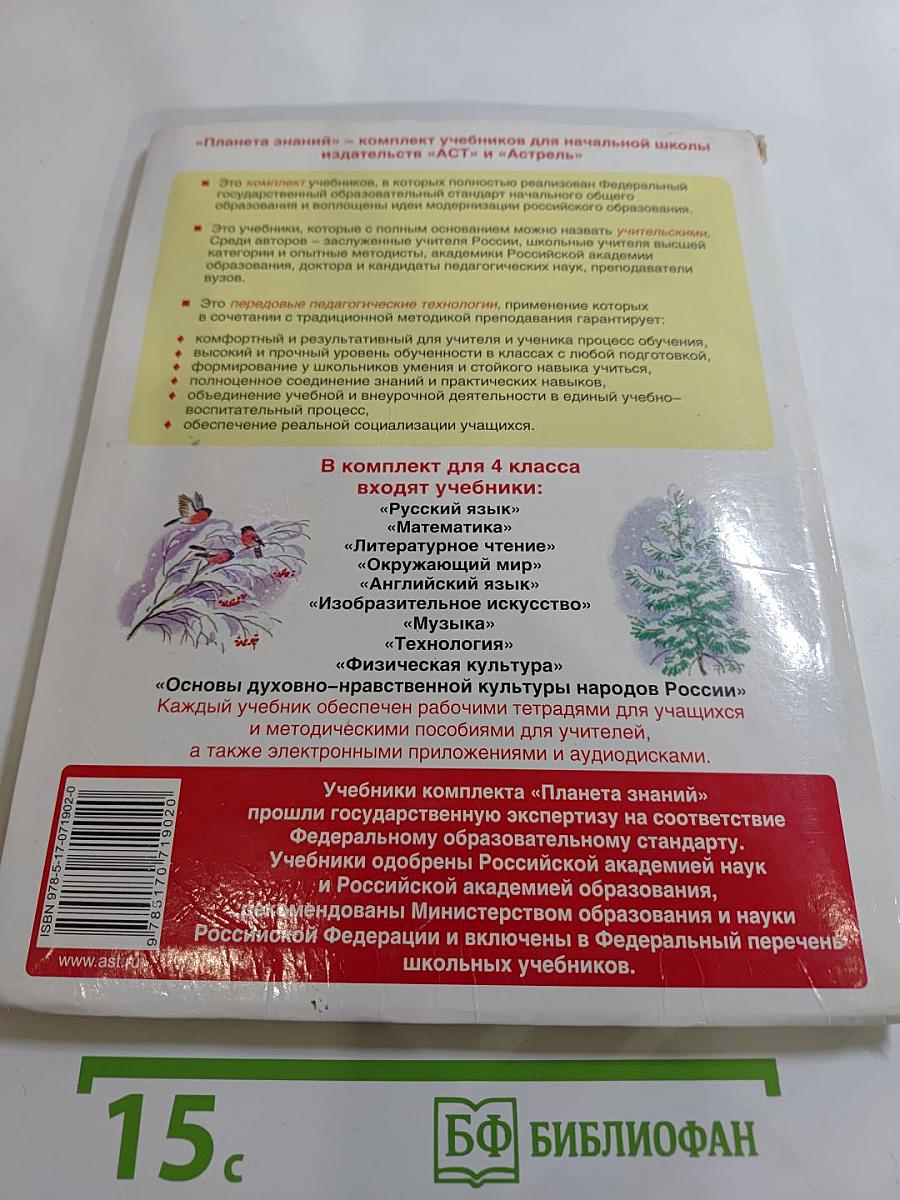 «Планета знаний» – комплект учебников для начальной школы
издательств «АСТ» и «Астрель»
Это комплект учебников, в которых полностью реализован Федеральный
государственный образовательный стандарт начального общего
образования и воплощены идеи модернизации российского образования.
Это учебники, которые с полным основанием можно назвать учительскими.
Среди авторов – заслуженные учителя России, школьные учителя высшей
категории и опытные методисты, академики Российской академии
образования, доктора и кандидаты педагогических наук, преподаватели
вузов.
Это передовые педагогические технологии, применение которых
в сочетании с традиционной методикой преподавания гарантирует:
комфортный и результативный для учителя и ученика процесс обучения,
высокий и прочный уровень обученности в классах с любой подготовкой,
формирование у школьников умения и стойкого навыка учиться,
полноценное соединение знаний и практических навыков,
объединение учебной и внеурочной деятельности в единый учебно–
воспитательный процесс,
обеспечение реальной социализации учащихся.
В комплект для 4 класса
входят учебники:
«Русский язык»
«Математика»
«Литературное чтение»
«Окружающий мир»
«Английский язык»
«Изобразительное искусство»
«Музыка»
«Технология»
«Физическая культура»
«Основы духовно–нравственной культуры народов России»
Каждый учебник обеспечен рабочими тетрадями для учащихся
и методическими пособиями для учителей,
а также электронными приложениями и аудиодисками.
Учебники комплекта «Планета знаний»
прошли государственную экспертизу на соответствие
Федеральному образовательному стандарту.
Учебники одобрены Российской академией наук
и Российской академией образования,
рекомендованы Министерством образования и науки
Российской Федерации и включены в Федеральный перечень
школьных учебников.
ISBN 978-5-17-071902-0
9 785170 719020
www.ast.ru
15 с
БФ БИБЛИОФАН